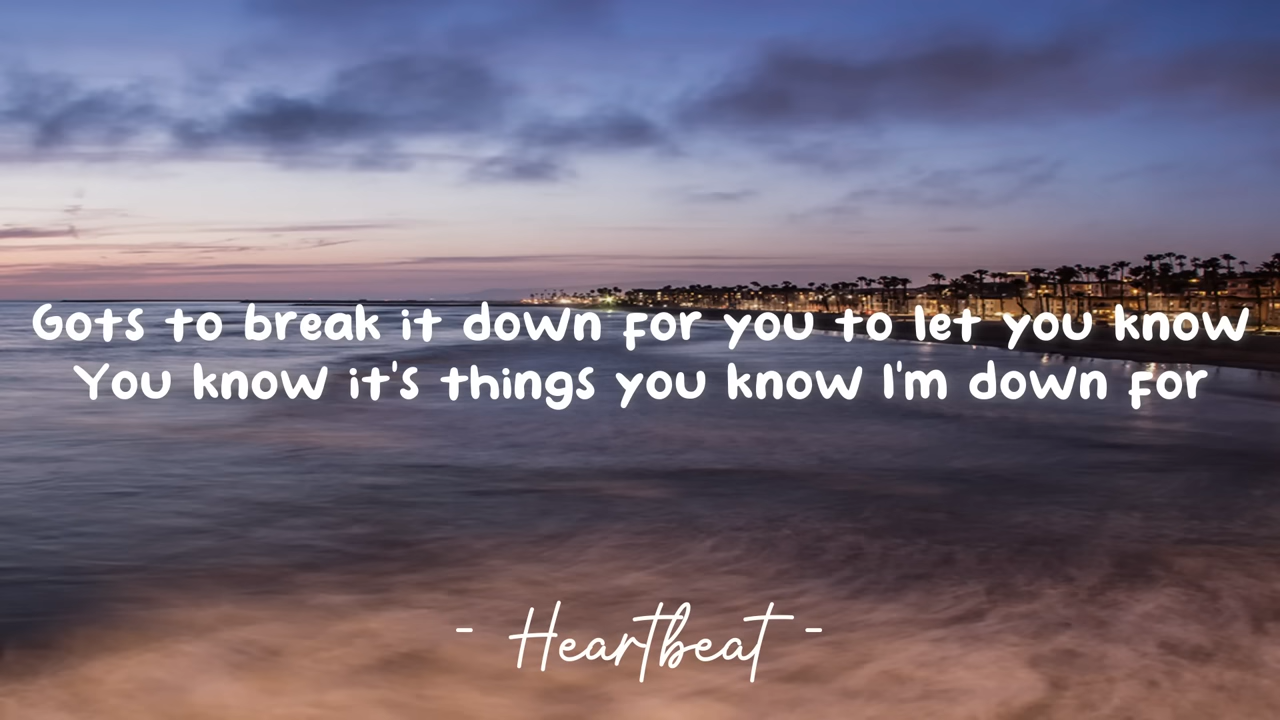 Gots to break it down for you to let you know
You know it's things you know I'm down for
- Heartbeat -